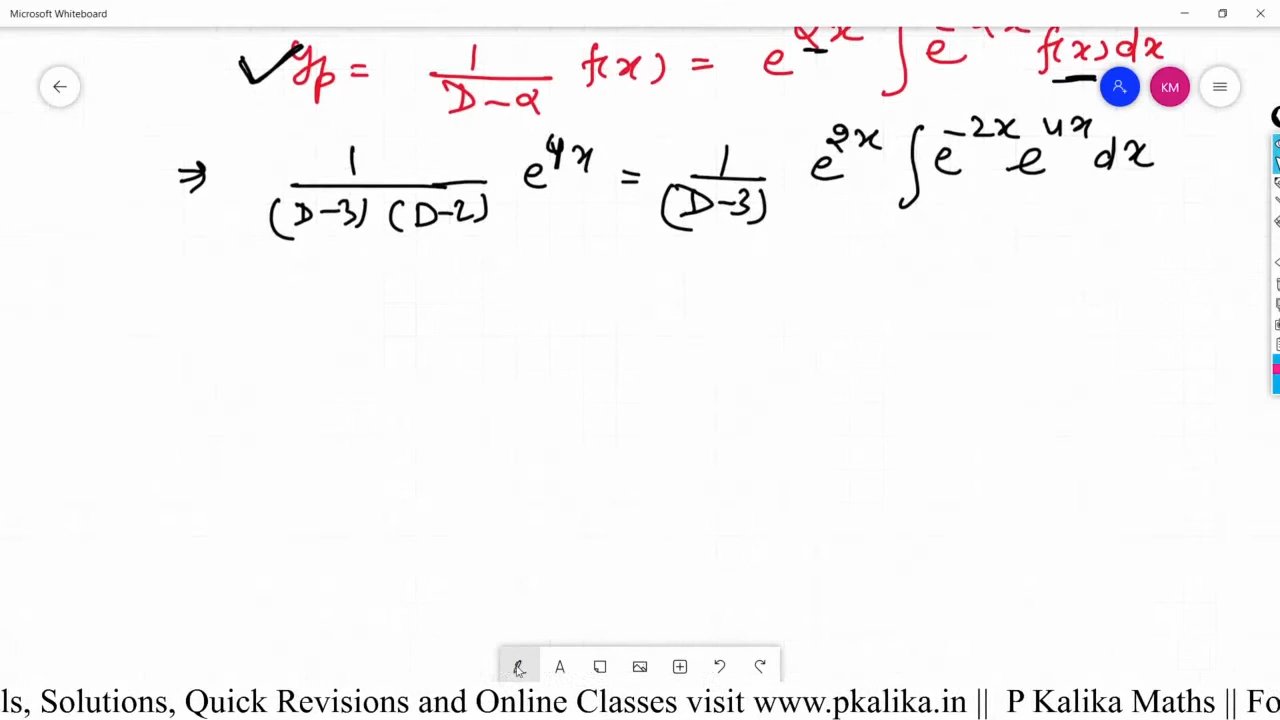 Microsoft Whiteboard
✓ yp = 1/(D-α) f(x) = e^αx ∫ e^-αx f(x) dx
KM
⇒ 1/((D-3)(D-2)) e^4x = 1/(D-3) e^2x ∫ e^-2x e^4x dx
ls, Solutions, Quick Revisions and Online Classes visit www.pkalika.in || P Kalika Maths || Fo